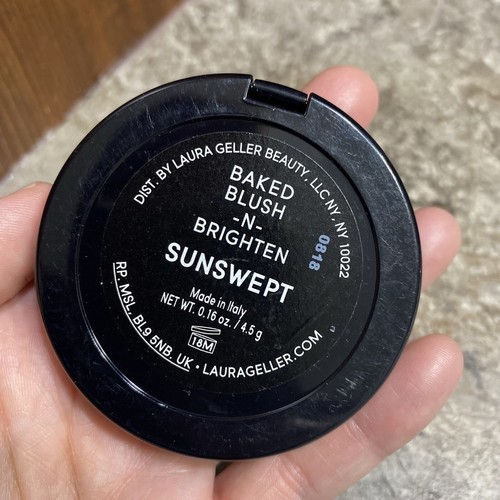 DIST. BY LAURA GELLER BEAUTY, LLC NY, NY 10022
BAKED
BLUSH
-N-
BRIGHTEN
SUNSWEPT
0818
Made in Italy
NET WT. 0.16 oz. / 4.5 g
18M
RP. MSL, BL9 5NB, UK • LAURAGELLER.COM